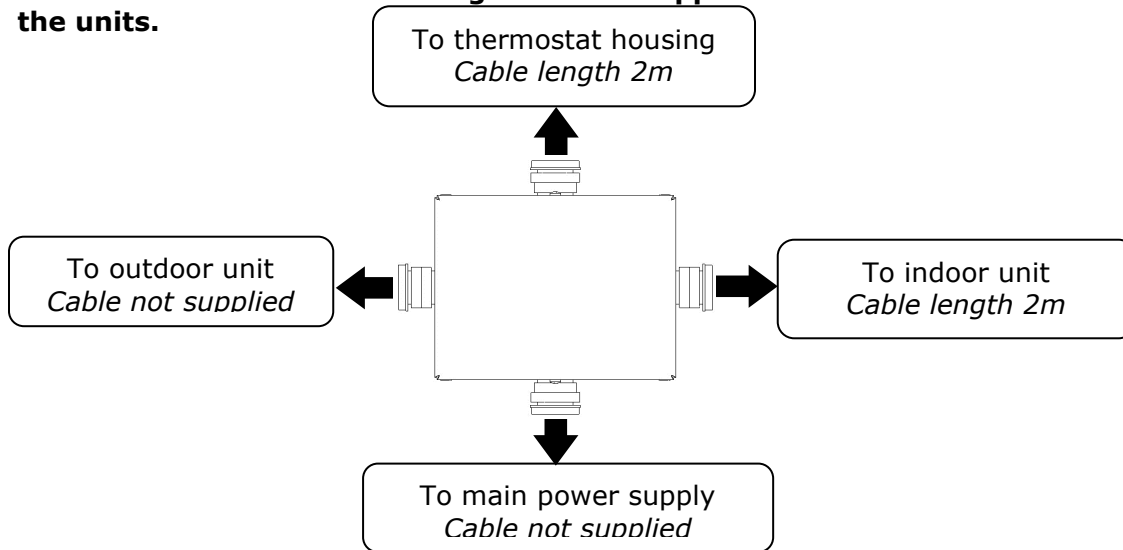 the units.
To thermostat housing
Cable length 2m
To outdoor unit
Cable not supplied
To indoor unit
Cable length 2m
To main power supply
Cable not supplied